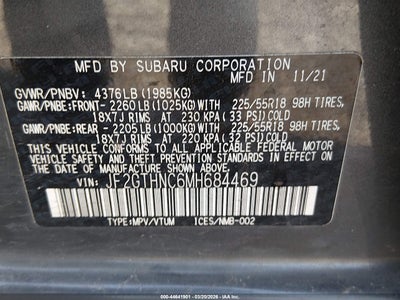 MFD BY SUBARU CORPORATION IN 11/21
GVWR/PNBV: 4376LB(1985KG)
GAWR/PNBE:FRONT- 2260LB(1025KG)WITH 225/55R18 98H TIRES,
18X7J RIMS AT 230 KPA(33 PSI)COLD
GAWR/PNBE:REAR - 2205LB(1000KG)WITH 225/55R18 98H TIRES,
18X7J RIMS AT 220 KPA(32 PSI)COLD
THIS VEHICLE CONFORMS TO ALL APPLICABLE FEDERAL MOTOR
VEHICLE SAFETY AND BUMPER STANDARDS IN EFFECT
ON THE DATE OF MANUFACTURE SHOWN ABOVE.
VIN: JF2GTHNC6MH684469
TYPE:MPV/VTUM ICES/NMB-002
000-44641901 - 03/20/2026 - IAA Inc.